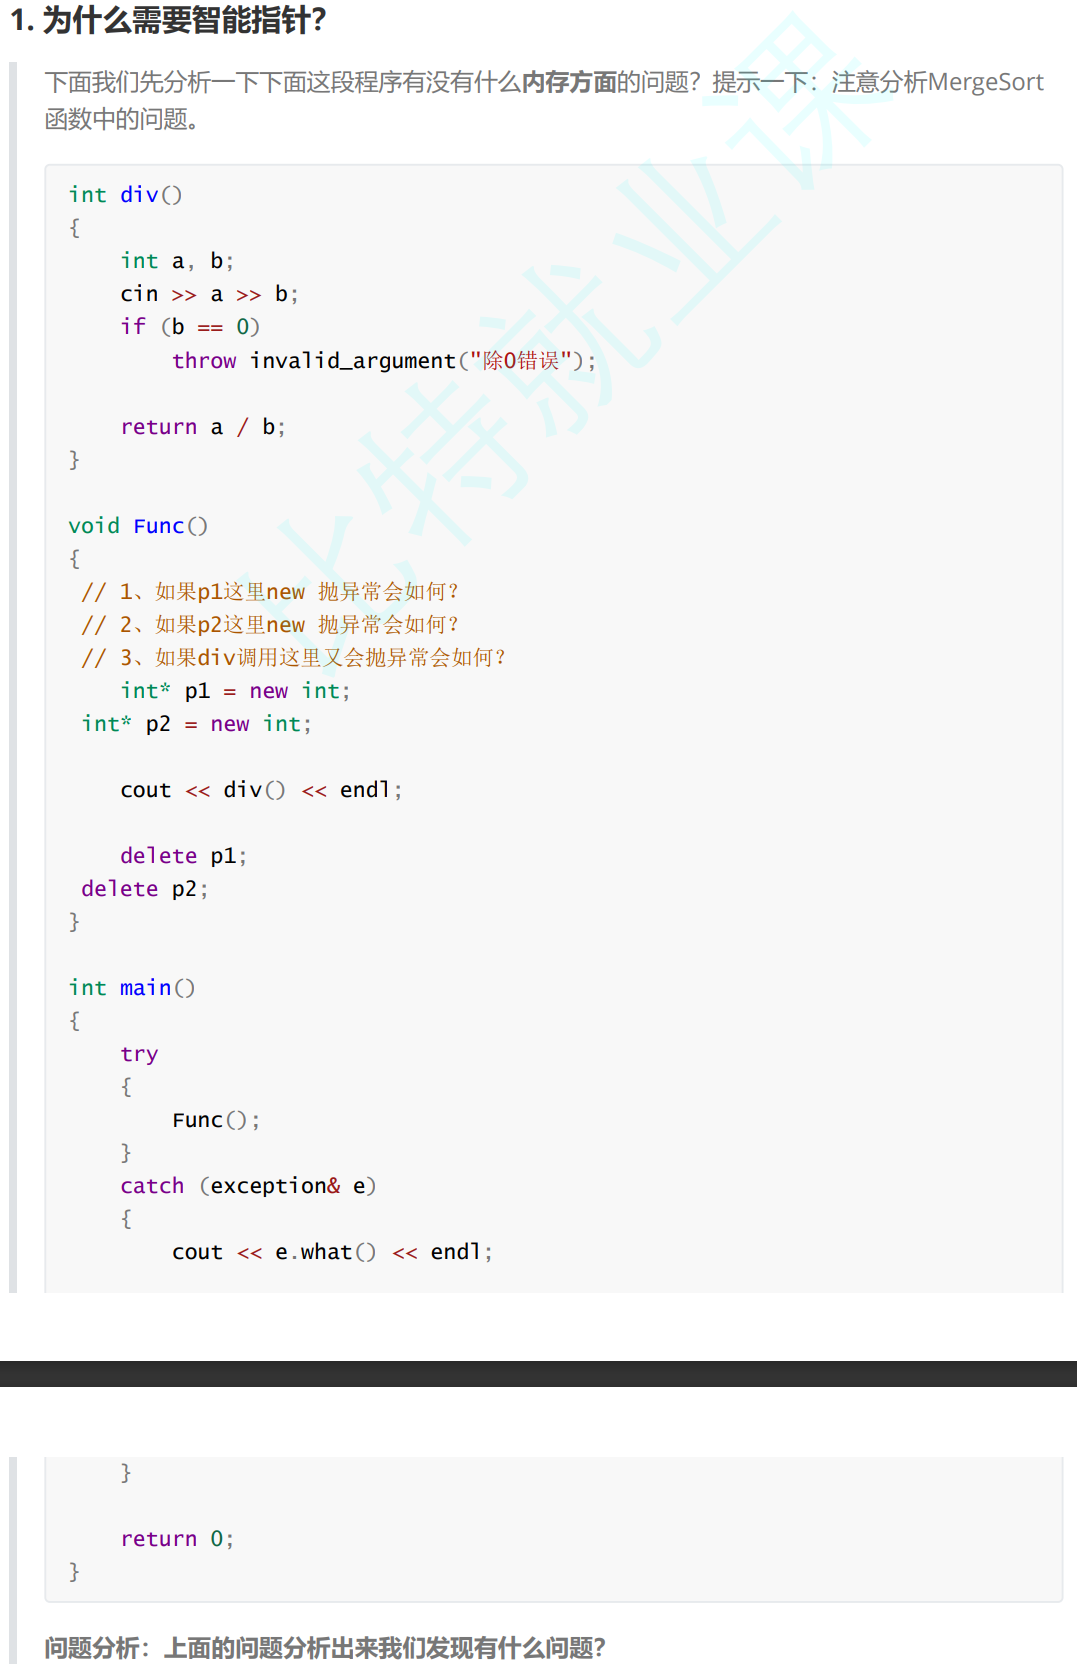 1. 为什么需要智能指针？
下面我们先分析一下下面这段程序有没有什么内存方面的问题？提示一下：注意分析MergeSort
函数中的问题。
int div()
{
    int a, b;
    cin >> a >> b;
    if (b == 0)
        throw invalid_argument("除0错误");
    return a / b;
}
void Func()
{
 // 1、如果p1这里new 抛异常会如何？
 // 2、如果p2这里new 抛异常会如何？
 // 3、如果div调用这里又会抛异常会如何？
    int* p1 = new int;
 int* p2 = new int;
    cout << div() << endl;
    delete p1;
 delete p2;
}
int main()
{
    try
    {
        Func();
    }
    catch (exception& e)
    {
        cout << e.what() << endl;
    }
    return 0;
}
问题分析：上面的问题分析出来我们发现有什么问题？
比特就业课